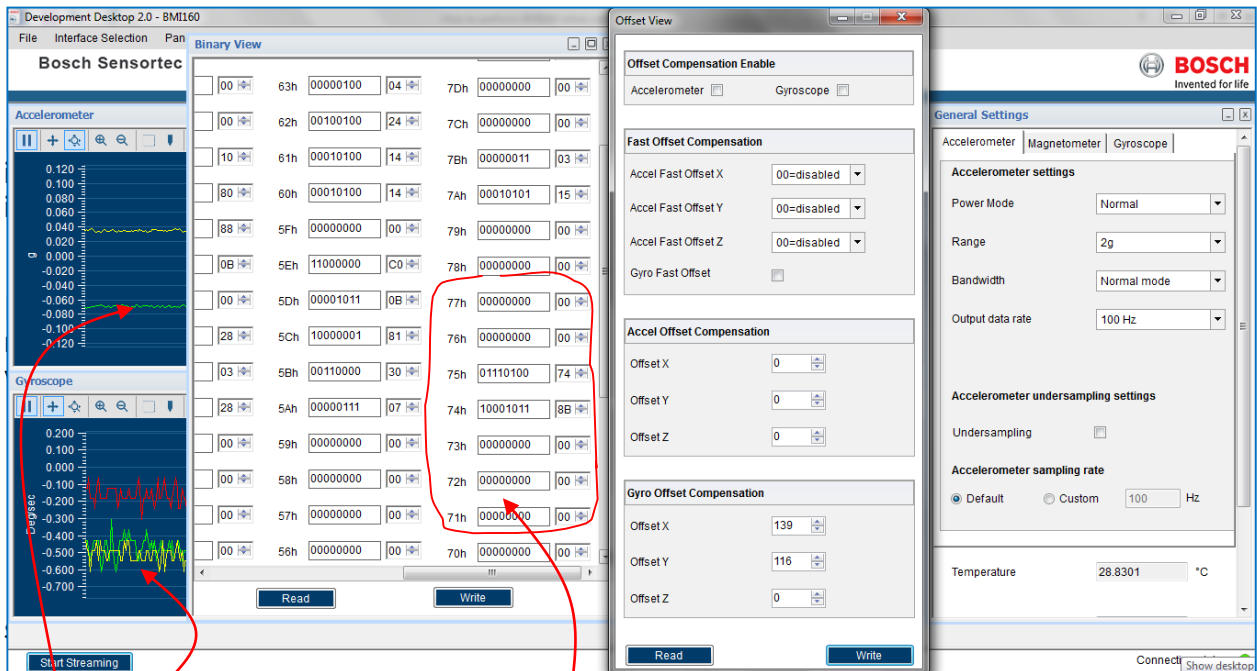 Development Desktop 2.0 - BMI160
File Interface Selection Pan
Bosch Sensortec
BOSCH
Invented for life
Accelerometer
0.120
0.100
0.080
0.060
0.040
0.020
0.000
-0.020
-0.040
-0.060
-0.080
-0.100
-0.120
g
Gyroscope
0.200
0.100
0.000
-0.100
-0.200
-0.300
-0.400
-0.500
-0.600
-0.700
Deg/sec
Start Streaming
Binary View
00 63h 00000100 04 7Dh 00000000 00
00 62h 00100100 24 7Ch 00000000 00
10 61h 00010100 14 7Bh 00000011 03
80 60h 00010100 14 7Ah 00010101 15
88 5Fh 00000000 00 79h 00000000 00
0B 5Eh 11000000 C0 78h 00000000 00
00 5Dh 00001011 0B 77h 00000000 00
28 5Ch 10000001 81 76h 00000000 00
03 5Bh 00110000 30 75h 01110100 74
28 5Ah 00000111 07 74h 10001011 8B
00 59h 00000000 00 73h 00000000 00
00 58h 00000000 00 72h 00000000 00
00 57h 00000000 00 71h 00000000 00
00 56h 00000000 00 70h 00000000 00
Read Write
Offset View
Offset Compensation Enable
Accelerometer Gyroscope
Fast Offset Compensation
Accel Fast Offset X 00=disabled
Accel Fast Offset Y 00=disabled
Accel Fast Offset Z 00=disabled
Gyro Fast Offset
Accel Offset Compensation
Offset X 0
Offset Y 0
Offset Z 0
Gyro Offset Compensation
Offset X 139
Offset Y 116
Offset Z 0
Read Write
General Settings
Accelerometer Magnetometer Gyroscope
Accelerometer settings
Power Mode Normal
Range 2g
Bandwidth Normal mode
Output data rate 100 Hz
Accelerometer undersampling settings
Undersampling
Accelerometer sampling rate
Default Custom 100 Hz
Temperature 28.8301 °C
Show desktop